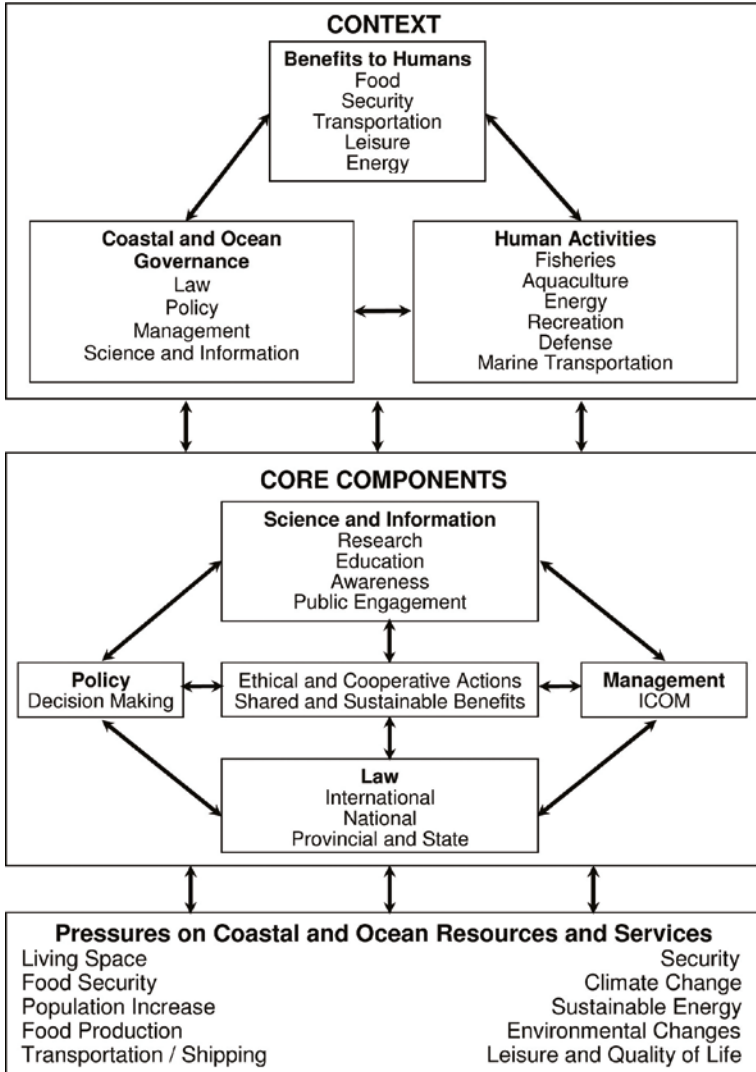 CONTEXT
Benefits to Humans
Food
Security
Transportation
Leisure
Energy
Coastal and Ocean
Governance
Law
Policy
Management
Science and Information
Human Activities
Fisheries
Aquaculture
Energy
Recreation
Defense
Marine Transportation
CORE COMPONENTS
Science and Information
Research
Education
Awareness
Public Engagement
Policy
Decision Making
Ethical and Cooperative Actions
Shared and Sustainable Benefits
Management
ICOM
Law
International
National
Provincial and State
Pressures on Coastal and Ocean Resources and Services
Living Space
Food Security
Population Increase
Food Production
Transportation / Shipping
Security
Climate Change
Sustainable Energy
Environmental Changes
Leisure and Quality of Life